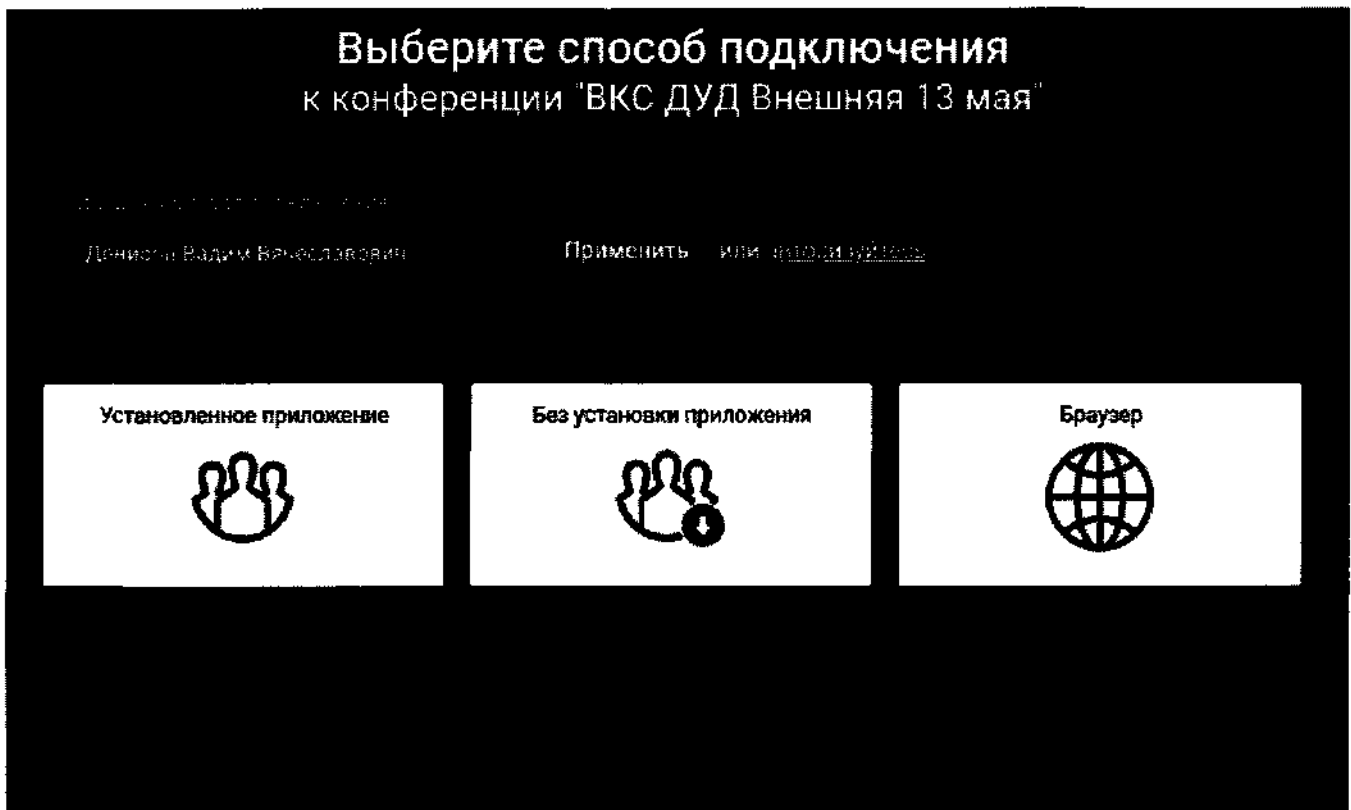 Выберите способ подключения
к конференции "ВКС ДУД Внешняя 13 мая"
Вадим Вячеславович
Применить или авторизуйтесь
Установленное приложение
Без установки приложения
Браузер